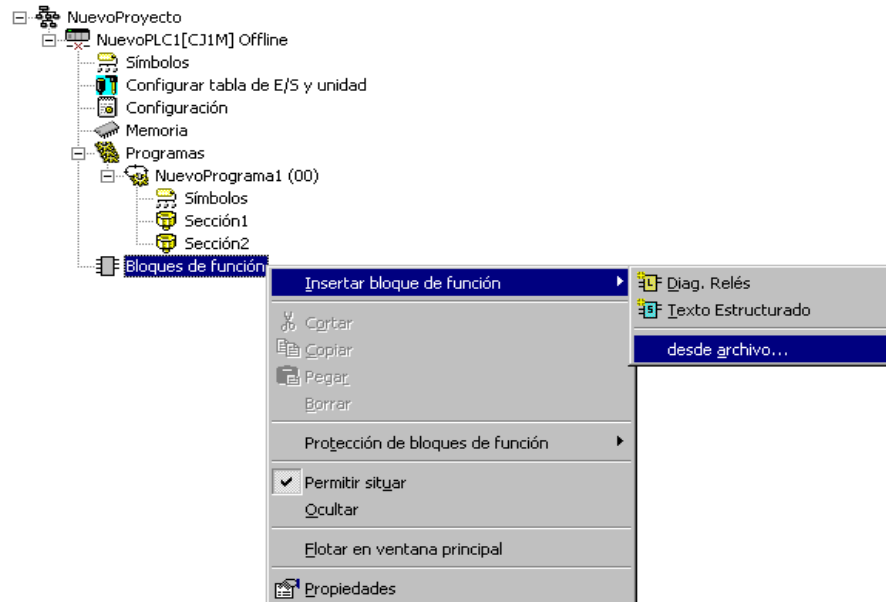 NuevoProyecto
NuevoPLC1[CJ1M] Offline
Símbolos
Configurar tabla de E/S y unidad
Configuración
Memoria
Programas
NuevoPrograma1 (00)
Símbolos
Sección1
Sección2
Bloques de función
Insertar bloque de función
Cortar
Copiar
Pegar
Borrar
Protección de bloques de función
Permitir situar
Ocultar
Flotar en ventana principal
Propiedades
Diag. Relés
Texto Estructurado
desde archivo...